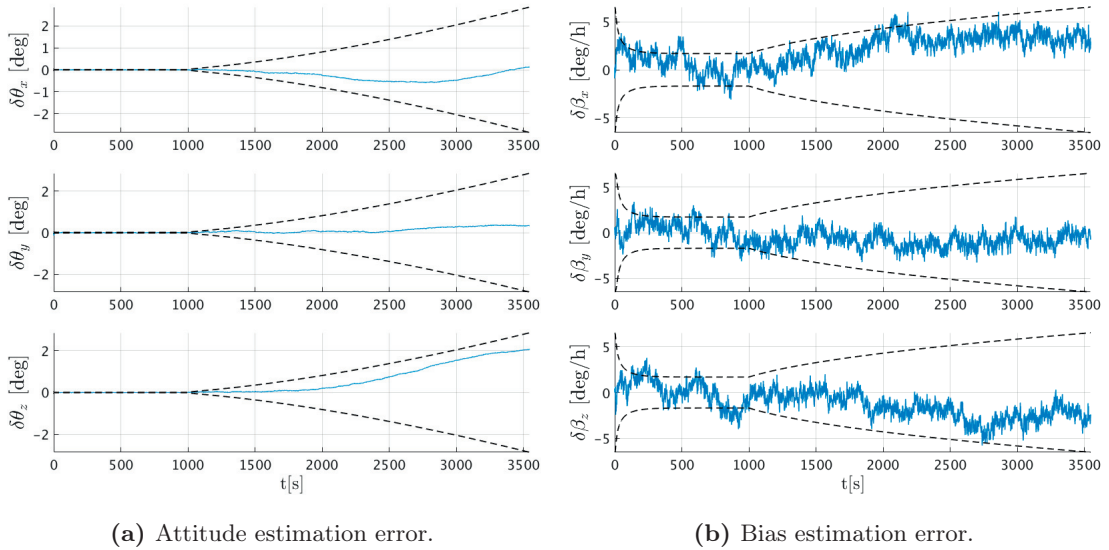 2
1
0
-1
-2
δθx [deg]
0 500 1000 1500 2000 2500 3000 3500
5
0
-5
δβx [deg/h]
0 500 1000 1500 2000 2500 3000 3500
2
0
-2
δθy [deg]
0 500 1000 1500 2000 2500 3000 3500
5
0
-5
δβy [deg/h]
0 500 1000 1500 2000 2500 3000 3500
2
0
-2
δθz [deg]
0 500 1000 1500 2000 2500 3000 3500
t[s]
5
0
-5
δβz [deg/h]
0 500 1000 1500 2000 2500 3000 3500
t[s]
(a) Attitude estimation error.
(b) Bias estimation error.